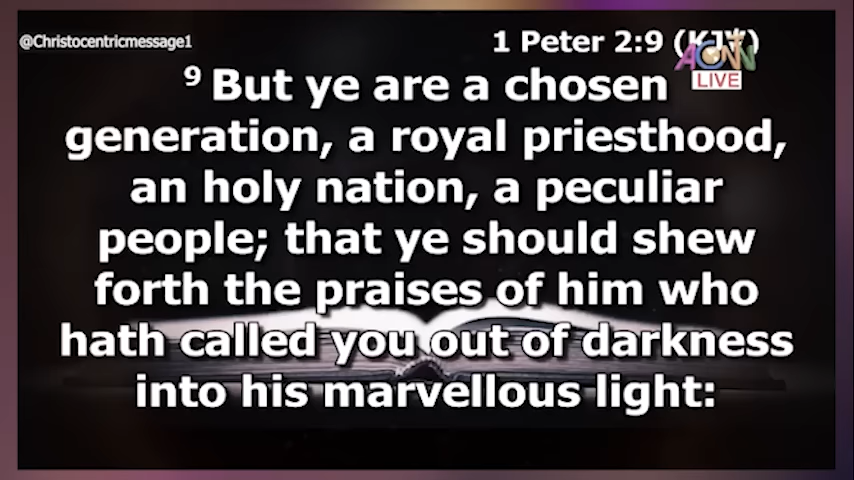 @Christocentricmessage1
1 Peter 2:9 (KJV)
ACNN
LIVE
9 But ye are a chosen
generation, a royal priesthood,
an holy nation, a peculiar
people; that ye should shew
forth the praises of him who
hath called you out of darkness
into his marvellous light: